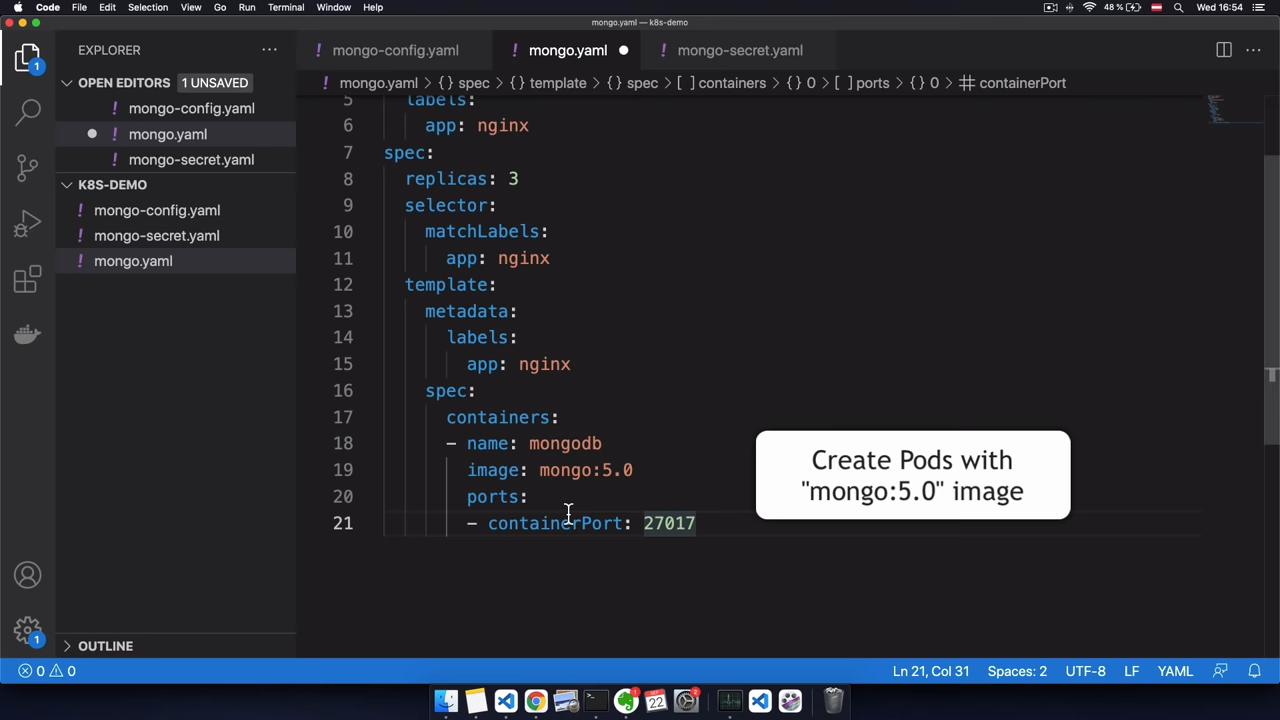 Code File Edit Selection View Go Run Terminal Window Help 48 % Wed 16:54
mongo.yaml — k8s-demo
EXPLORER
mongo-config.yaml mongo.yaml mongo-secret.yaml
OPEN EDITORS 1 UNSAVED
mongo.yaml > {} spec > {} template > {} spec > [ ] containers > {} 0 > [ ] ports > {} 0 > containerPort
mongo-config.yaml
mongo.yaml
mongo-secret.yaml
K8S-DEMO
mongo-config.yaml
mongo-secret.yaml
mongo.yaml
5 labels:
6 app: nginx
7 spec:
8 replicas: 3
9 selector:
10 matchLabels:
11 app: nginx
12 template:
13 metadata:
14 labels:
15 app: nginx
16 spec:
17 containers:
18 - name: mongodb
19 image: mongo:5.0
20 ports:
21 - containerPort: 27017
Create Pods with
"mongo:5.0" image
1
1
OUTLINE
0 0 Ln 21, Col 31 Spaces: 2 UTF-8 LF YAML
1 22 2